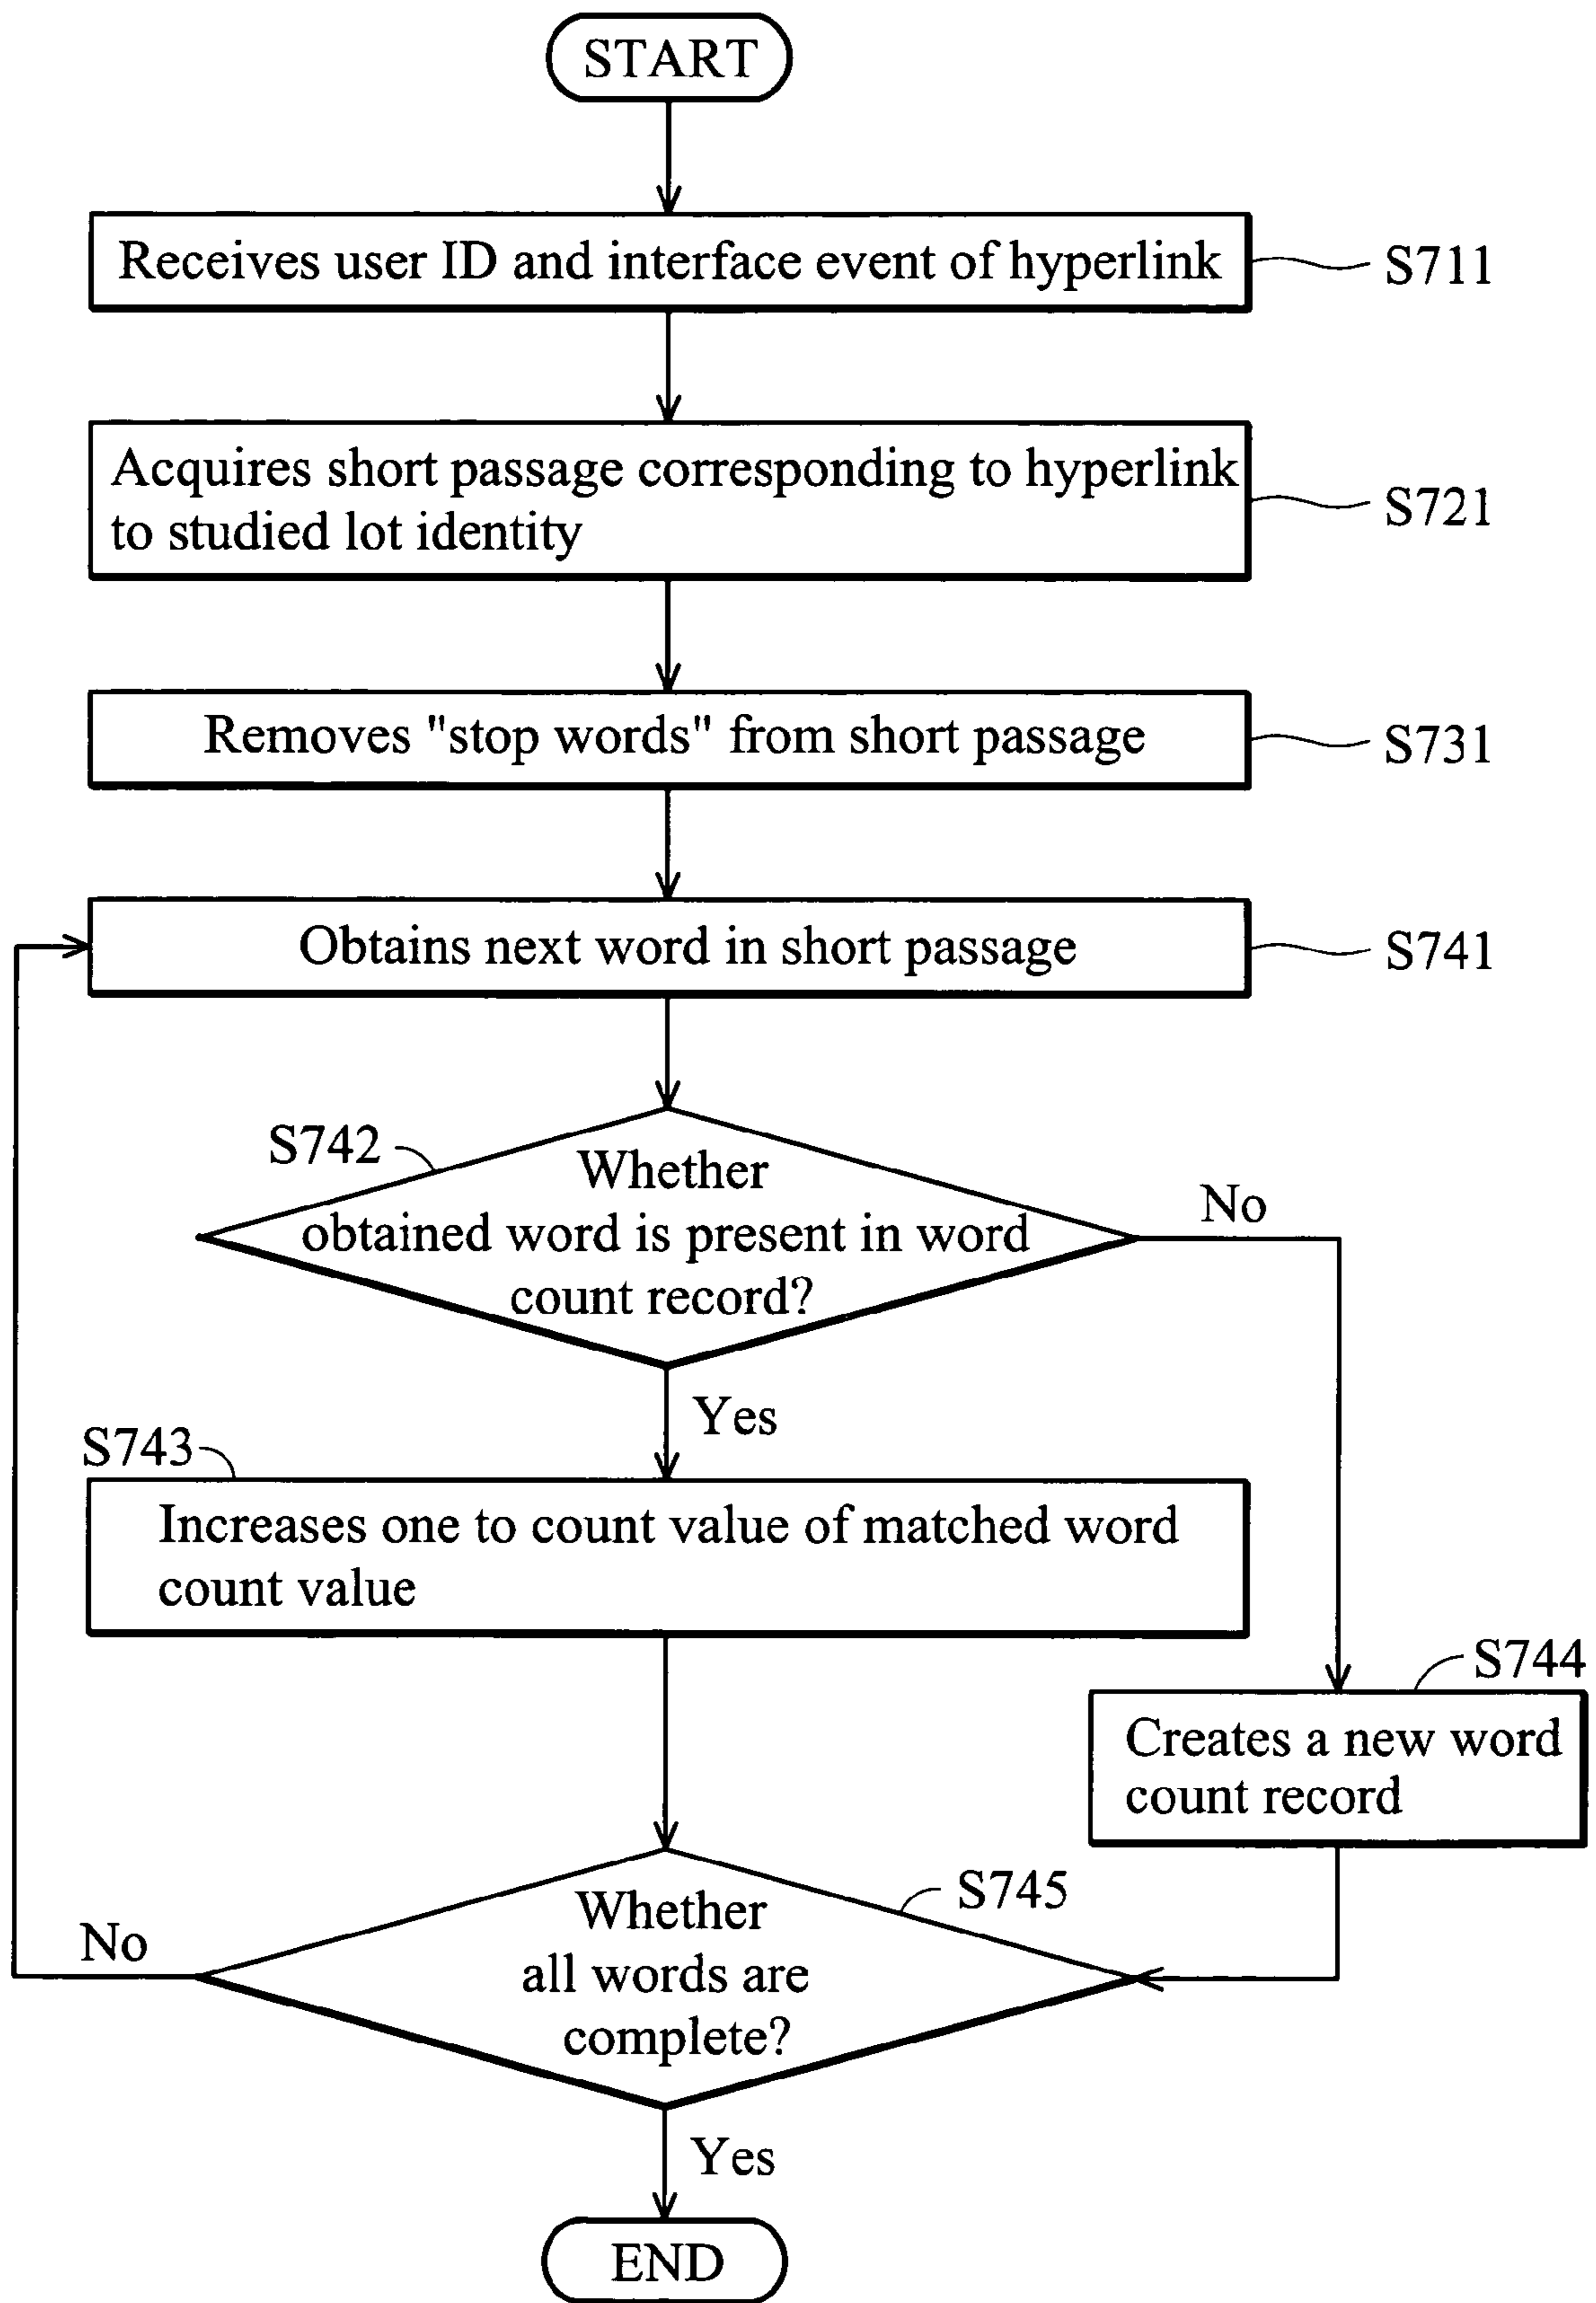 START
Receives user ID and interface event of hyperlink
S711
Acquires short passage corresponding to hyperlink
to studied lot identity
S721
Removes "stop words" from short passage
S731
Obtains next word in short passage
S741
S742
Whether
obtained word is present in word
count record?
No
Yes
S743
Increases one to count value of matched word
count value
S744
Creates a new word
count record
S745
Whether
all words are
complete?
No
Yes
END